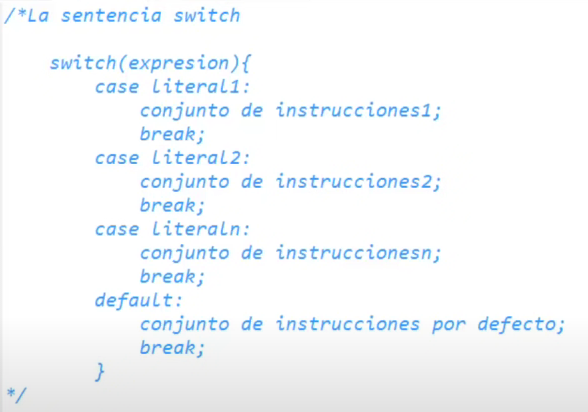 /*La sentencia switch
switch(expresion){
case literal1:
conjunto de instrucciones1;
break;
case literal2:
conjunto de instrucciones2;
break;
case literaln:
conjunto de instruccionesn;
break;
default:
conjunto de instrucciones por defecto;
break;
}
*/